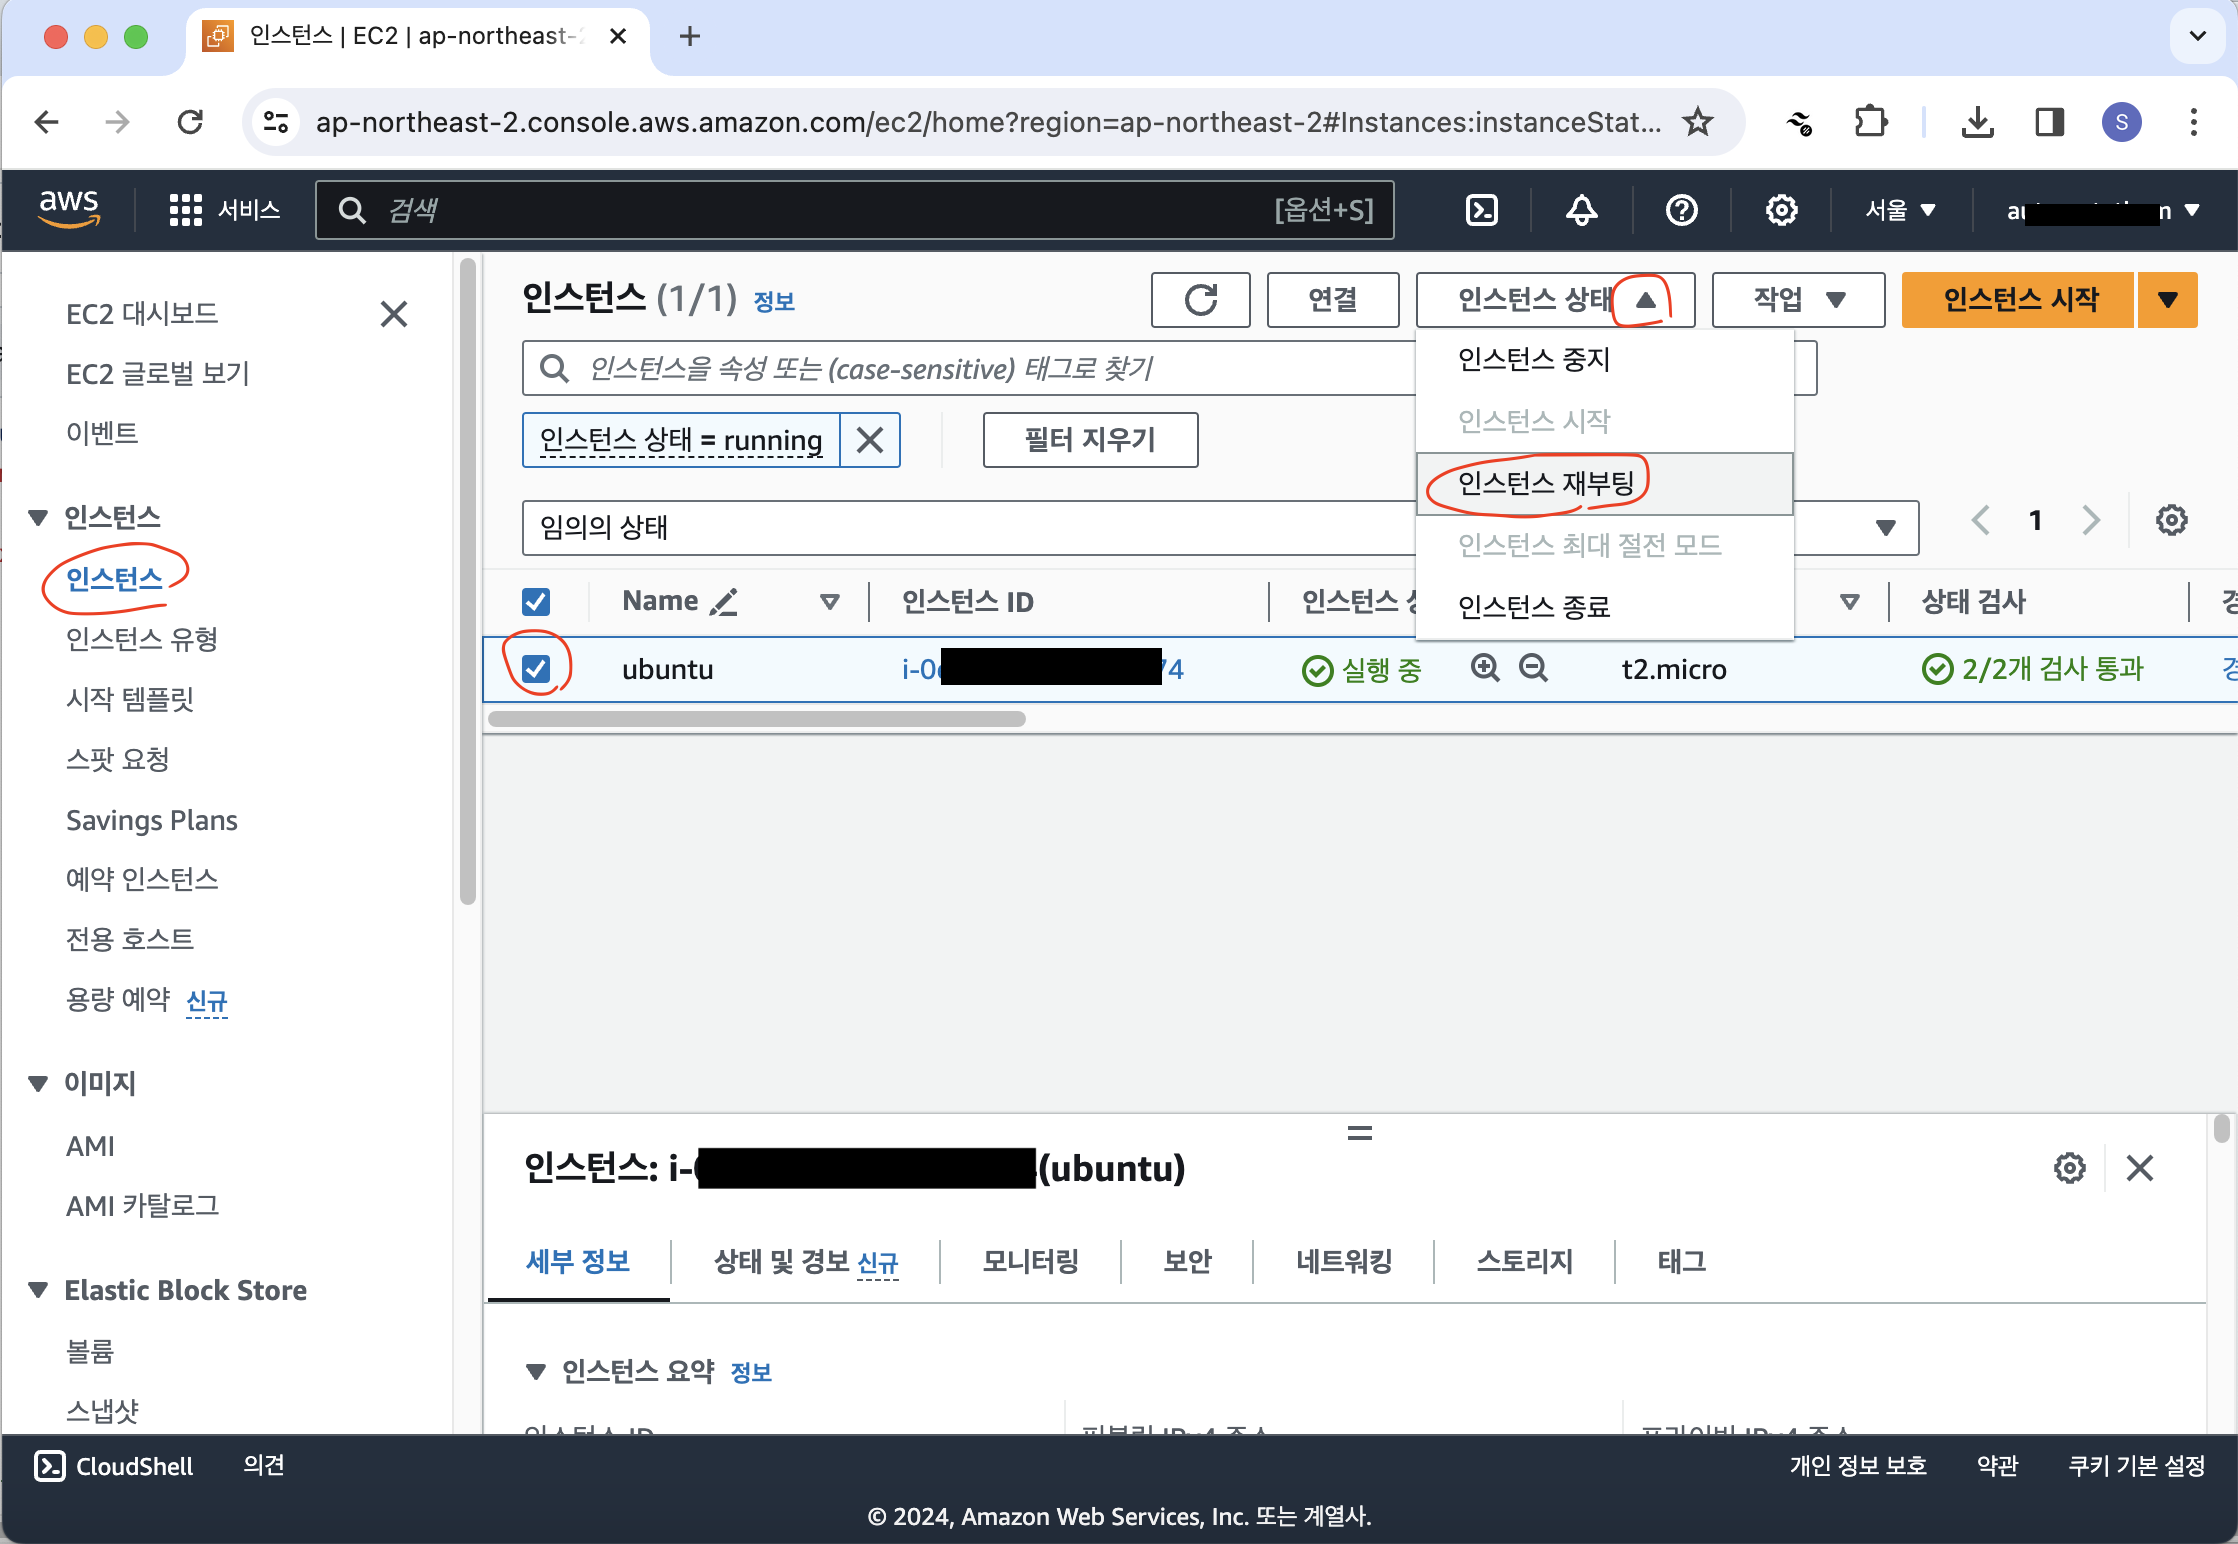 인스턴스 | EC2 | ap-northeast-2
ap-northeast-2.console.aws.amazon.com/ec2/home?region=ap-northeast-2#Instances:instanceStat...
S
aws
서비스
검색
[옵션+S]
서울
EC2 대시보드
EC2 글로벌 보기
이벤트
인스턴스
인스턴스
인스턴스 유형
시작 템플릿
스팟 요청
Savings Plans
예약 인스턴스
전용 호스트
용량 예약 신규
이미지
AMI
AMI 카탈로그
Elastic Block Store
볼륨
스냅샷
인스턴스 (1/1) 정보
연결
인스턴스 상태
작업
인스턴스 시작
인스턴스를 속성 또는 (case-sensitive) 태그로 찾기
인스턴스 중지
인스턴스 시작
인스턴스 재부팅
인스턴스 최대 절전 모드
인스턴스 종료
인스턴스 상태 = running
필터 지우기
임의의 상태
1
Name
인스턴스 ID
인스턴스
상태 검사
ubuntu
실행 중
t2.micro
2/2개 검사 통과
인스턴스: i- (ubuntu)
세부 정보
상태 및 경보 신규
모니터링
보안
네트워킹
스토리지
태그
인스턴스 요약 정보
CloudShell
의견
개인 정보 보호
약관
쿠키 기본 설정
© 2024, Amazon Web Services, Inc. 또는 계열사.